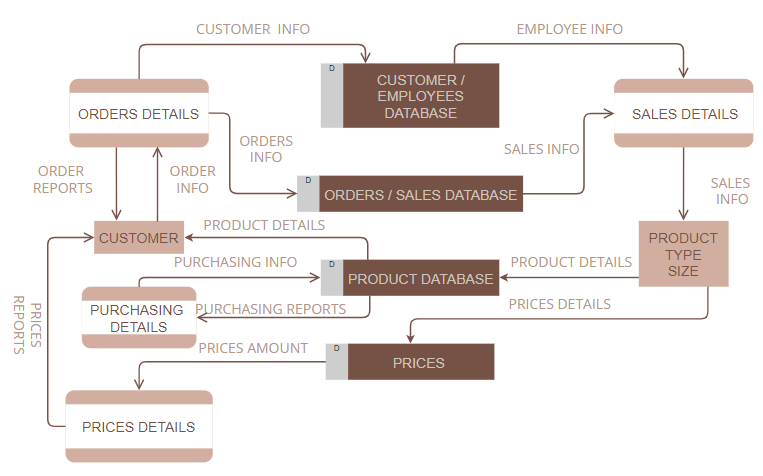 CUSTOMER INFO
EMPLOYEE INFO
D
CUSTOMER /
EMPLOYEES
DATABASE
ORDERS DETAILS
SALES DETAILS
ORDERS
INFO
SALES INFO
ORDER
REPORTS
ORDER
INFO
D
ORDERS / SALES DATABASE
SALES
INFO
CUSTOMER
PRODUCT DETAILS
PRODUCT
TYPE
SIZE
PURCHASING INFO
D
PRODUCT DATABASE
PRODUCT DETAILS
PURCHASING
DETAILS
PURCHASING REPORTS
PRICES DETAILS
PRICES
REPORTS
PRICES AMOUNT
D
PRICES
PRICES DETAILS